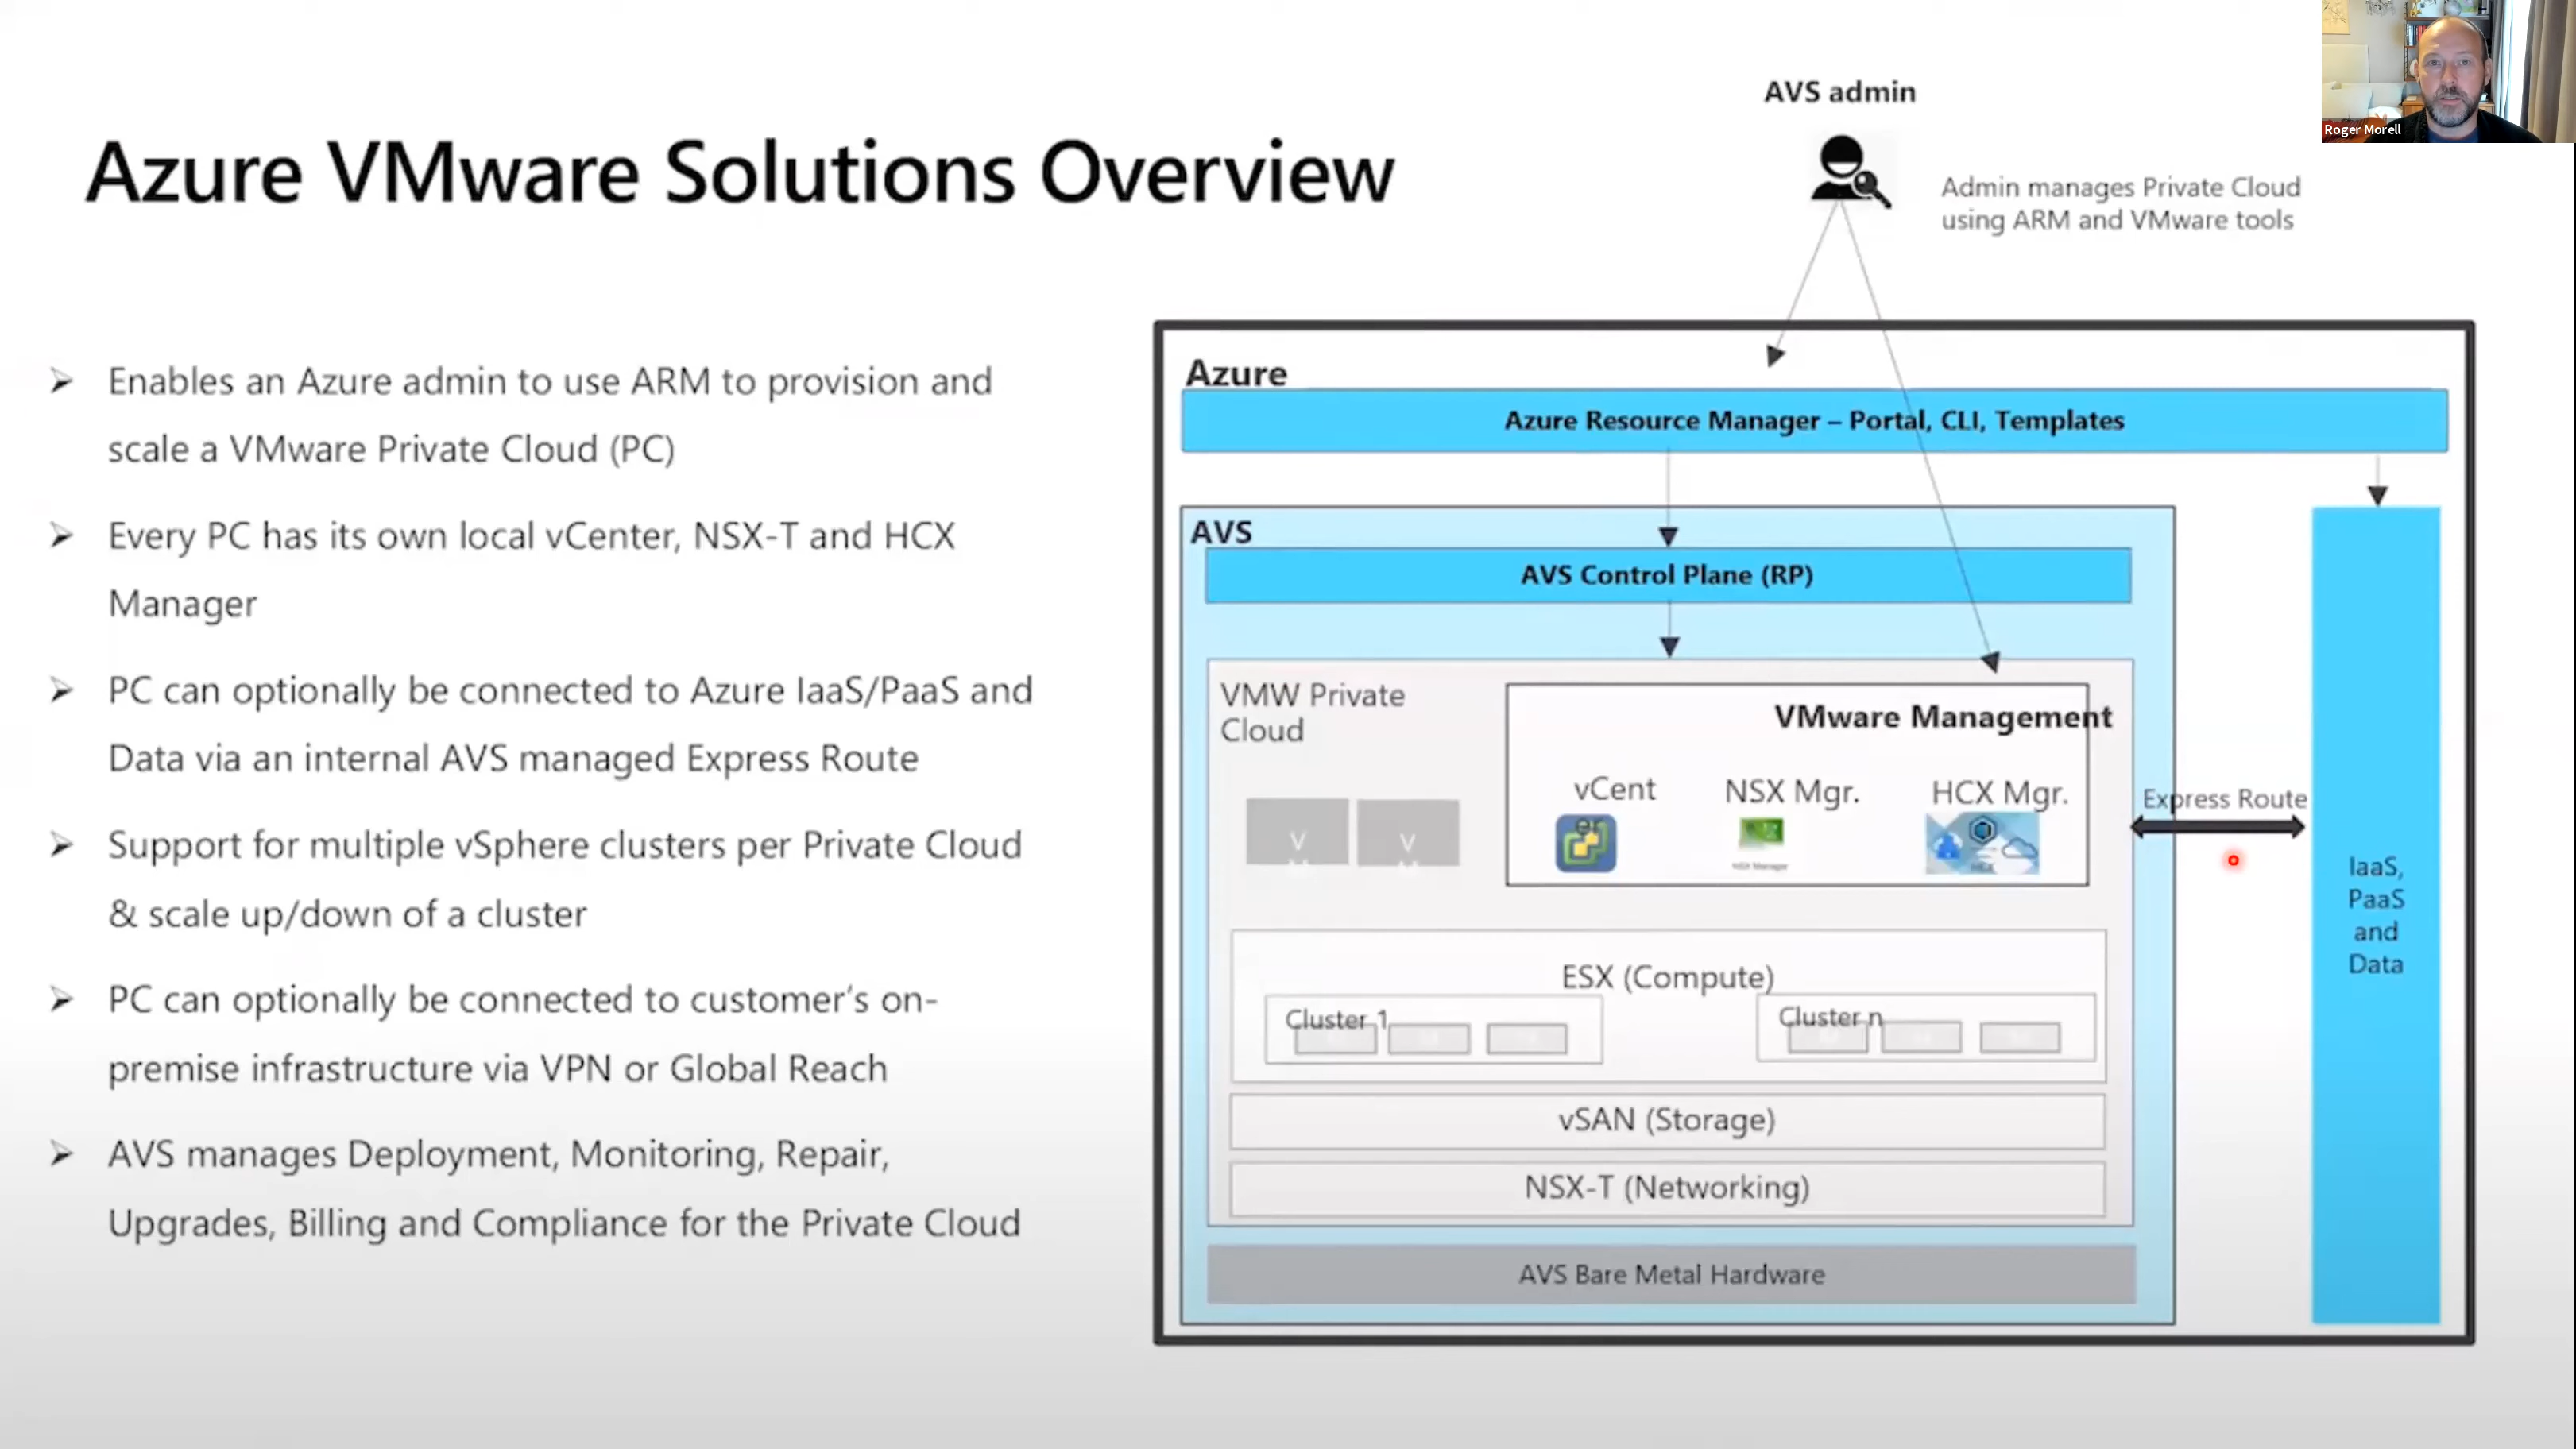 Roger Morell
AVS admin
Admin manages Private Cloud
using ARM and VMware tools
Azure VMware Solutions Overview
Enables an Azure admin to use ARM to provision and
scale a VMware Private Cloud (PC)
Every PC has its own local vCenter, NSX-T and HCX
Manager
PC can optionally be connected to Azure IaaS/PaaS and
Data via an internal AVS managed Express Route
Support for multiple vSphere clusters per Private Cloud
& scale up/down of a cluster
PC can optionally be connected to customer's on-
premise infrastructure via VPN or Global Reach
AVS manages Deployment, Monitoring, Repair,
Upgrades, Billing and Compliance for the Private Cloud
Azure
Azure Resource Manager – Portal, CLI, Templates
AVS
AVS Control Plane (RP)
VMW Private
Cloud
V
V
VMware Management
vCent
er
NSX Mgr.
NSX Manager
HCX Mgr.
HCX
ESX (Compute)
Cluster 1
Cluster n
vSAN (Storage)
NSX-T (Networking)
AVS Bare Metal Hardware
Express Route
IaaS,
PaaS
and
Data